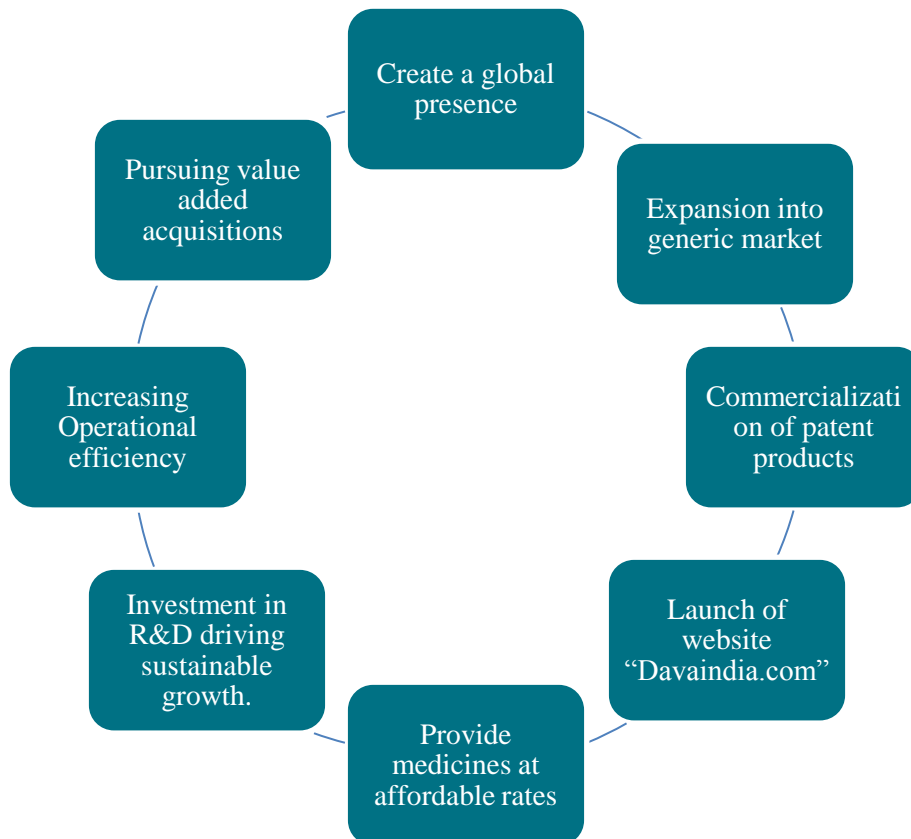 Create a global
presence
Expansion into
generic market
Commercializati
on of patent
products
Launch of
website
“Davaindia.com”
Provide
medicines at
affordable rates
Investment in
R&D driving
sustainable
growth.
Increasing
Operational
efficiency
Pursuing value
added
acquisitions